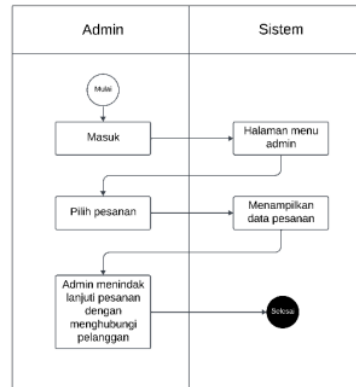 Admin
Sistem
Mulai
Masuk
Halaman menu
admin
Pilih pesanan
Menampilkan
data pesanan
Admin menindak
lanjuti pesanan
dengan
menghubungi
pelanggan
Selesai